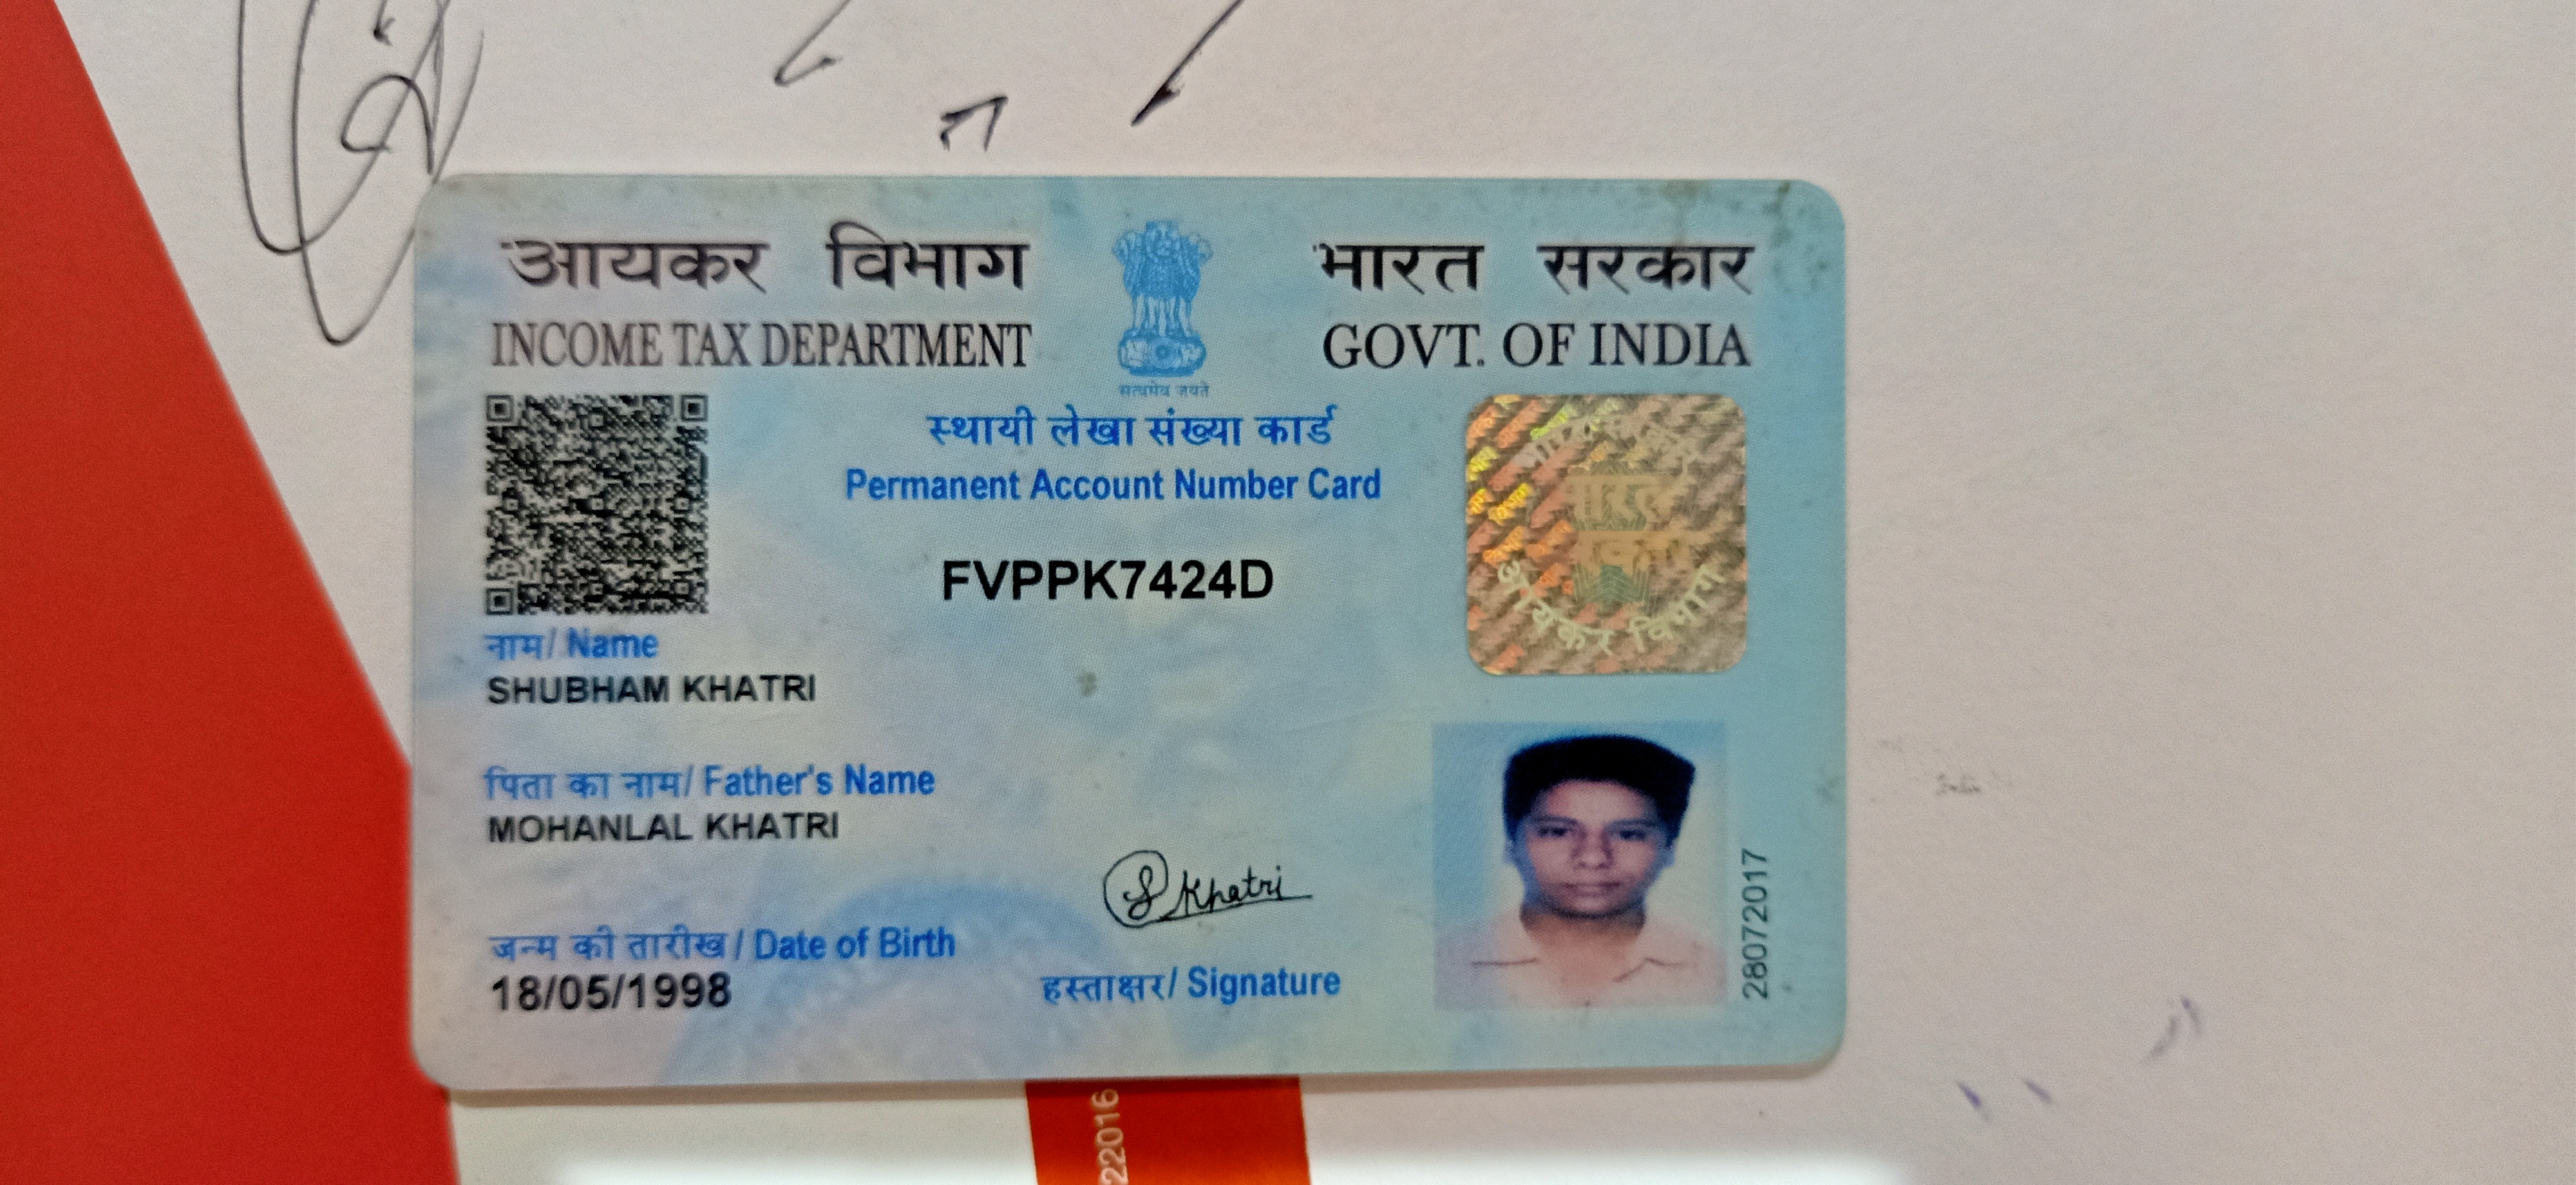 आयकर विभाग
INCOME TAX DEPARTMENT
भारत सरकार
GOVT. OF INDIA
सत्यमेव जयते
स्थायी लेखा संख्या कार्ड
Permanent Account Number Card
FVPPK7424D
नाम/ Name
SHUBHAM KHATRI
पिता का नाम/ Father's Name
MOHANLAL KHATRI
जन्म की तारीख / Date of Birth
18/05/1998
S Khatri
हस्ताक्षर/ Signature
28072017
आयकर विभाग
22016